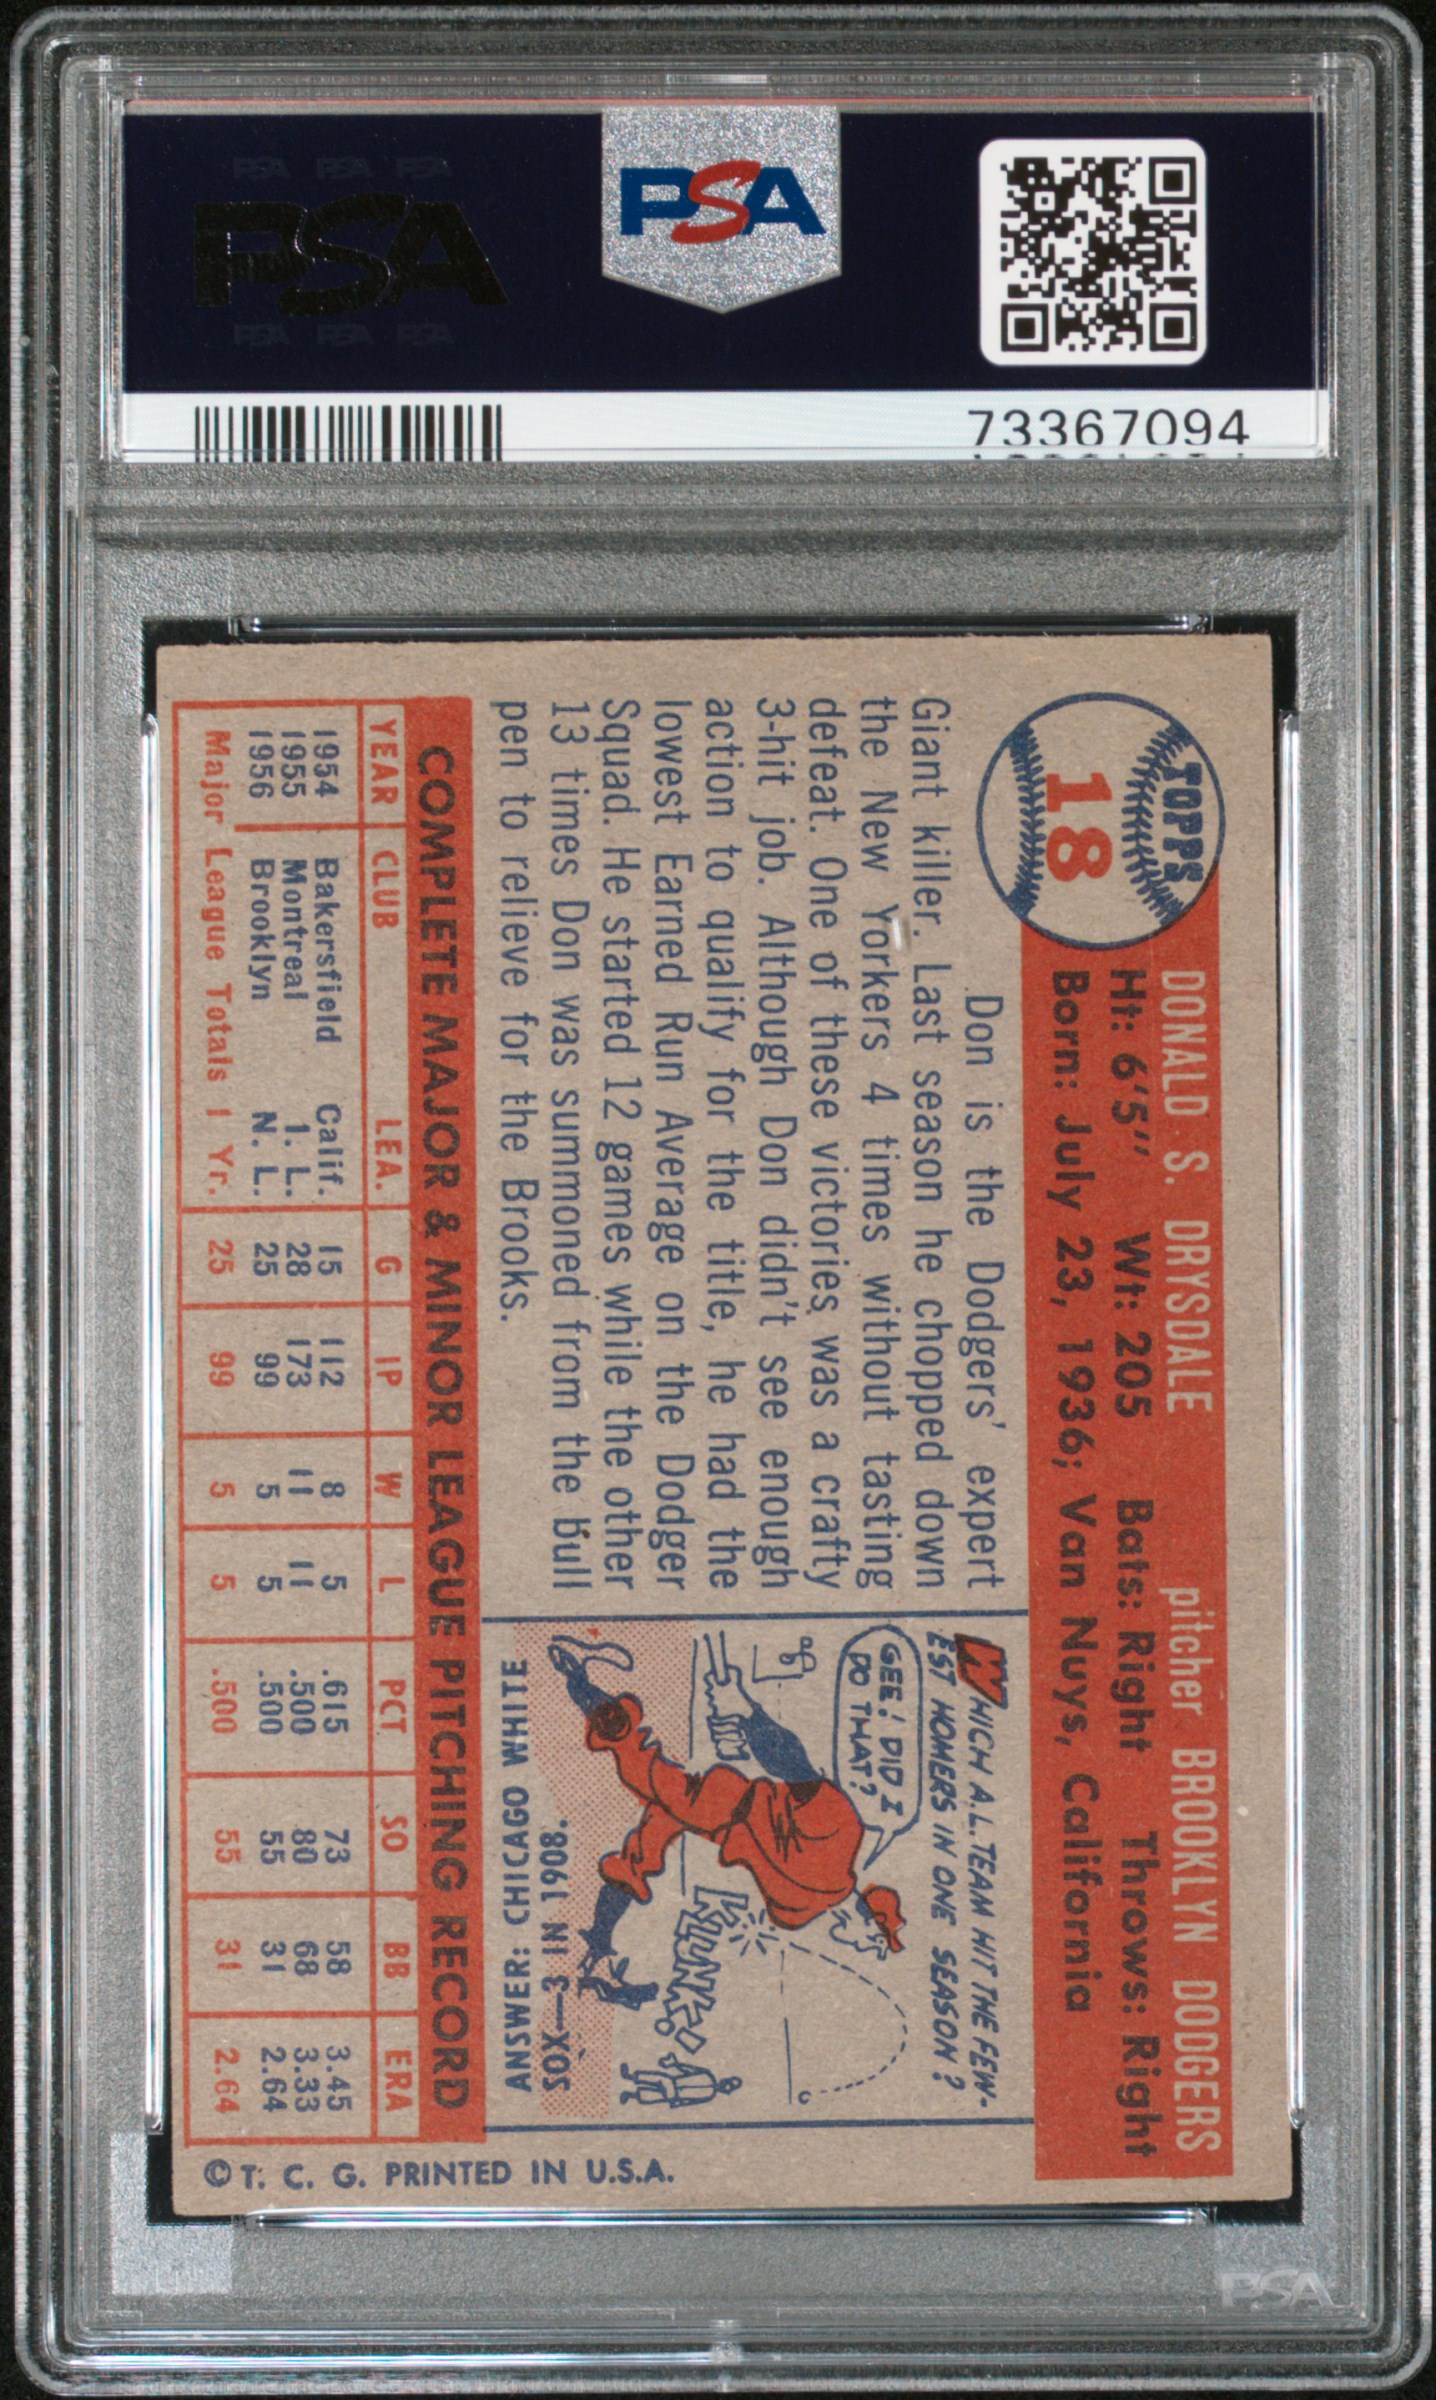 PSA PSA PSA
PSA
PSA PSA PSA
PSA
73367094
TOPPS
18
DONALD S. DRYSDALE pitcher BROOKLYN DODGERS
Ht: 6'5" Wt: 205 Bats: Right Throws: Right
Born: July 23, 1936; Van Nuys, California
Don is the Dodgers' expert
Giant killer. Last season he chopped down
the New Yorkers 4 times without tasting
defeat. One of these victories was a crafty
3-hit job. Although Don didn't see enough
action to qualify for the title, he had the
lowest Earned Run Average on the Dodger
Squad. He started 12 games while the other
13 times Don was summoned from the bull
pen to relieve for the Brooks.
WHICH A.L. TEAM HIT THE FEW-
EST HOMERS IN ONE SEASON?
GEE! DID I
DO THAT?
KLUNK!
ANSWER: CHICAGO WHITE
SOX—3 IN 1908.
COMPLETE MAJOR & MINOR LEAGUE PITCHING RECORD
YEAR CLUB LEA. G IP W L PCT SO BB ERA
1954 Bakersfield Calif. 15 112 8 5 .615 73 58 3.45
1955 Montreal I. L. 28 173 11 11 .500 80 68 3.33
1956 Brooklyn N. L. 25 99 5 5 .500 55 31 2.64
Major League Totals 1 Yr. 25 99 5 5 .500 55 31 2.64
© T. C. G. PRINTED IN U.S.A.
PSA